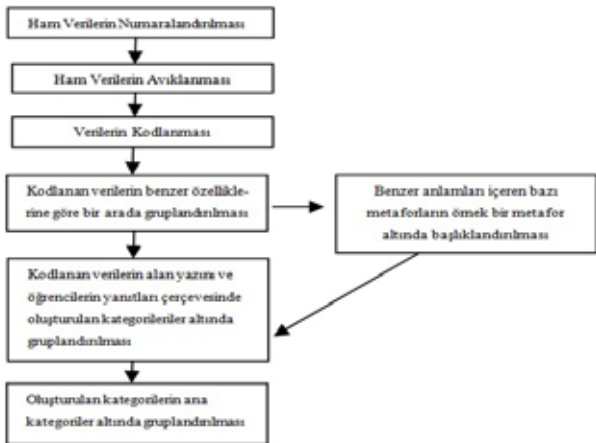 Ham Verilerin Numaralandırılması
Ham Verilerin Avıklanması
Verilerin Kodlanması
Kodlanan verilerin benzer özellikle-
rine göre bir arada gruplandırılması
Benzer anlamları içeren bazı
metaforların örnek bir metafor
altında başlıklandırılması
Kodlanan verilerin alan yazını ve
öğrencilerin yanıtları çerçevesinde
oluşturulan kategorileriler altında
gruplandırılması
Oluşturulan kategorilerin ana
kategoriler altında gruplandırılması